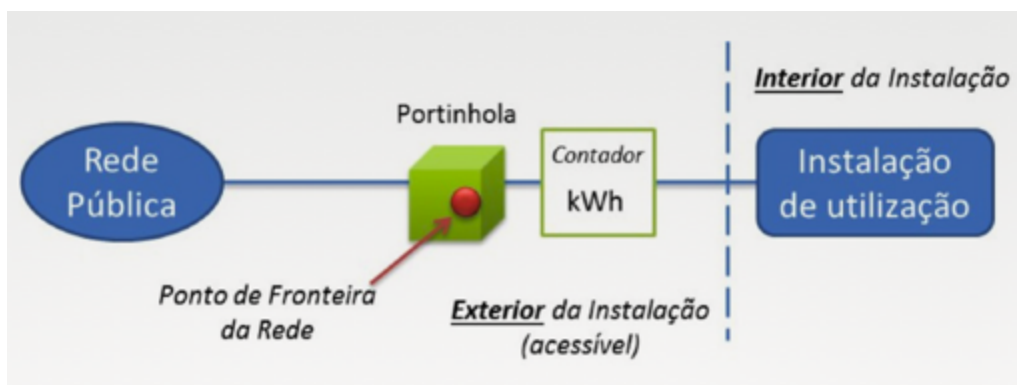 Interior da Instalação
Portinhola
Rede
Pública
Contador
kWh
Instalação
de utilização
Ponto de Fronteira
da Rede
Exterior da Instalação
(acessível)